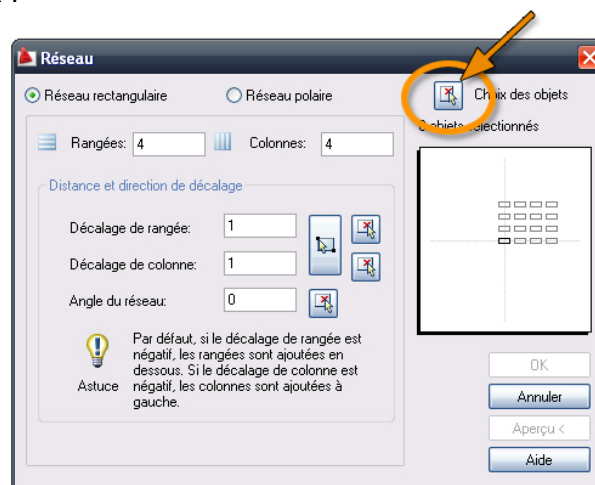 Réseau
Réseau rectangulaire
Réseau polaire
Choix des objets
objets sélectionnés
Rangées: 4
Colonnes: 4
Distance et direction de décalage
Décalage de rangée: 1
Décalage de colonne: 1
Angle du réseau: 0
Par défaut, si le décalage de rangée est
négatif, les rangées sont ajoutées en
dessous. Si le décalage de colonne est
Astuce négatif, les colonnes sont ajoutées à
gauche.
OK
Annuler
Aperçu <
Aide